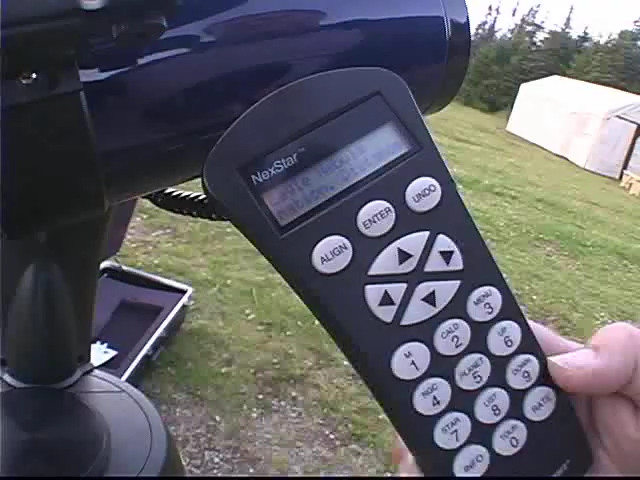 NexStar™
ALIGN ENTER UNDO
M 1 CALD 2 MENU 3
NGC 4 PLANET 5 UP 6
STAR 7 LIST 8 DOWN 9
INFO TOUR 0 RATE